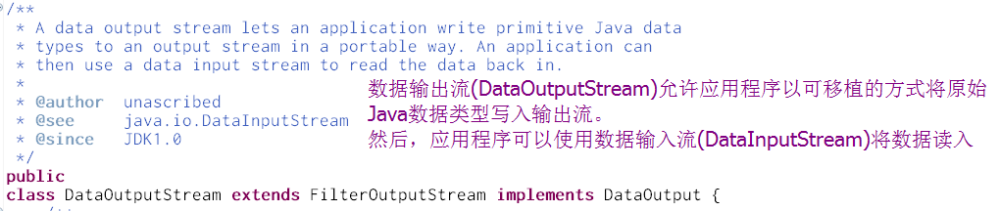 /**
 * A data output stream lets an application write primitive Java data
 * types to an output stream in a portable way. An application can
 * then use a data input stream to read the data back in.
 *
 * @author  unascribed
 * @see     java.io.DataInputStream
 * @since   JDK1.0
 */
数据输出流(DataOutputStream)允许应用程序以可移植的方式将原始
Java数据类型写入输出流。
然后，应用程序可以使用数据输入流(DataInputStream)将数据读入
public
class DataOutputStream extends FilterOutputStream implements DataOutput {